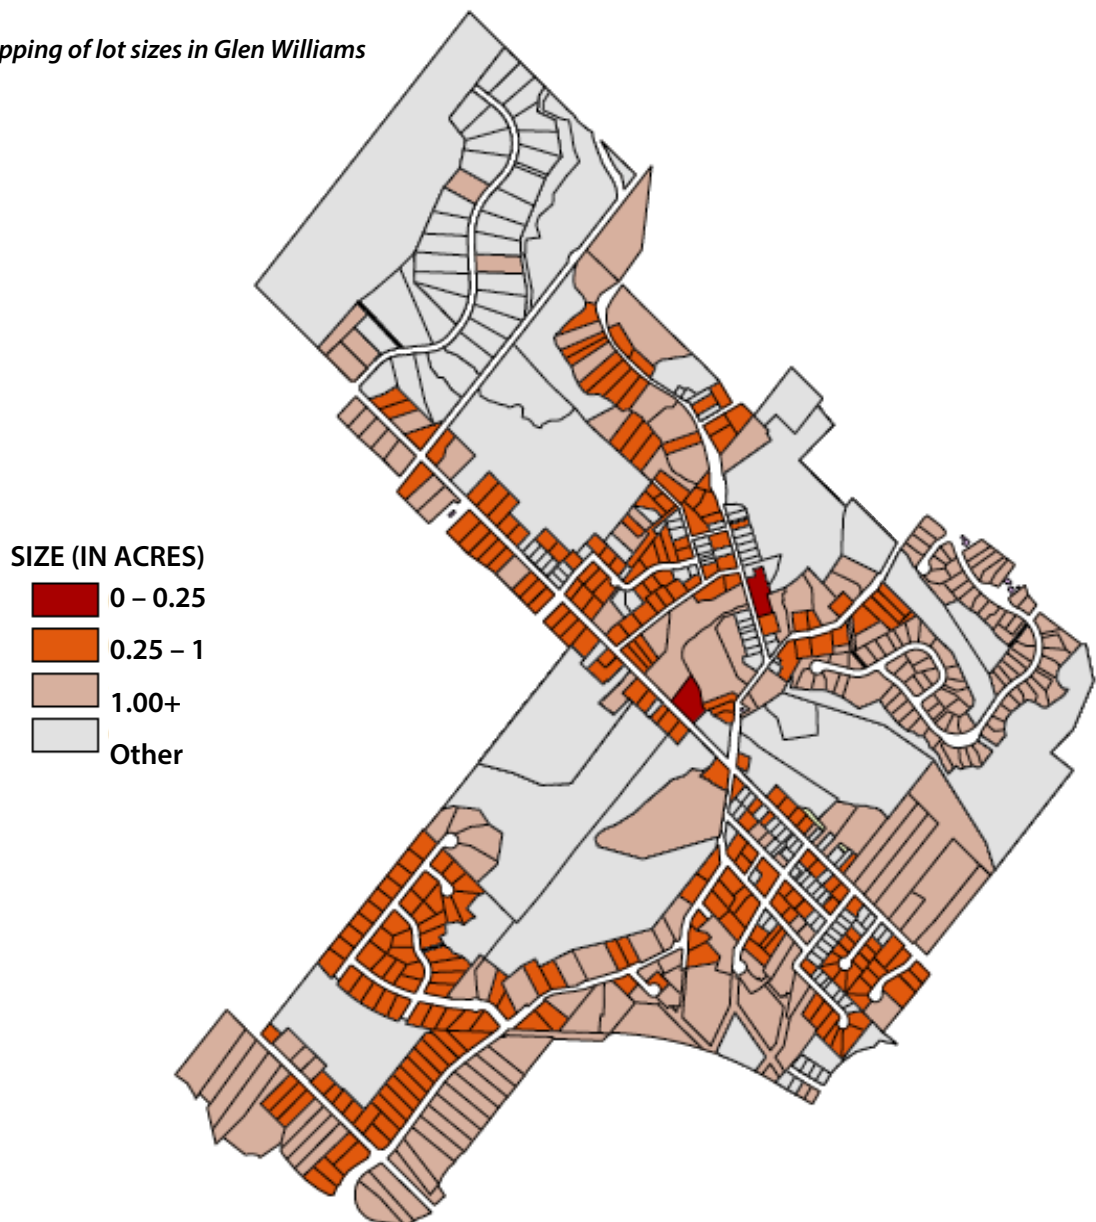 pping of lot sizes in Glen Williams
SIZE (IN ACRES)
0 – 0.25
0.25 – 1
1.00+
Other